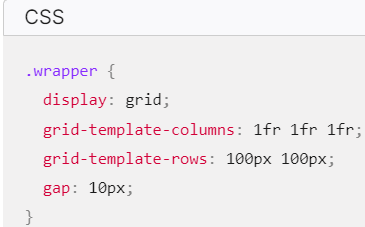 CSS
.wrapper {
  display: grid;
  grid-template-columns: 1fr 1fr 1fr;
  grid-template-rows: 100px 100px;
  gap: 10px;
}